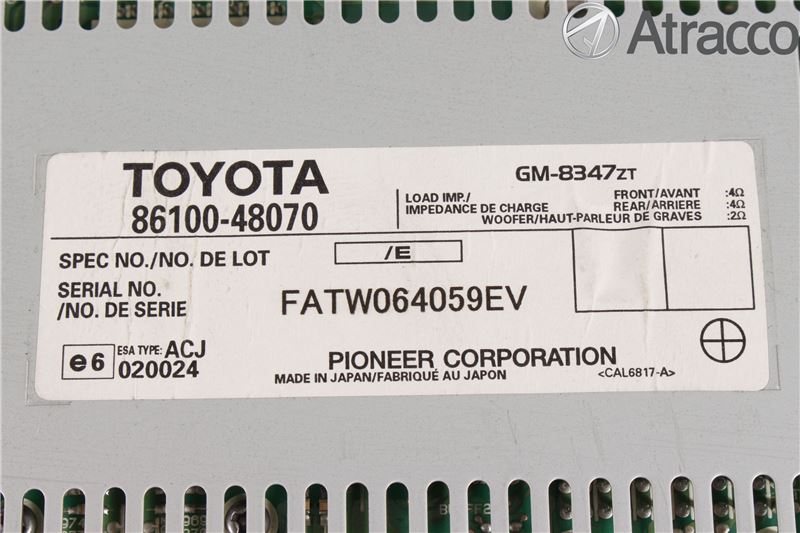 Atracco
TOYOTA
86100-48070
GM-8347ZT
LOAD IMP./
IMPEDANCE DE CHARGE
FRONT/AVANT :4Ω
REAR/ARRIERE :4Ω
WOOFER/HAUT-PARLEUR DE GRAVES :2Ω
SPEC NO./NO. DE LOT /E
SERIAL NO.
/NO. DE SERIE
FATW064059EV
e6 ESA TYPE: ACJ
020024
PIONEER CORPORATION
MADE IN JAPAN/FABRIQUÉ AU JAPON
<CAL6817-A>